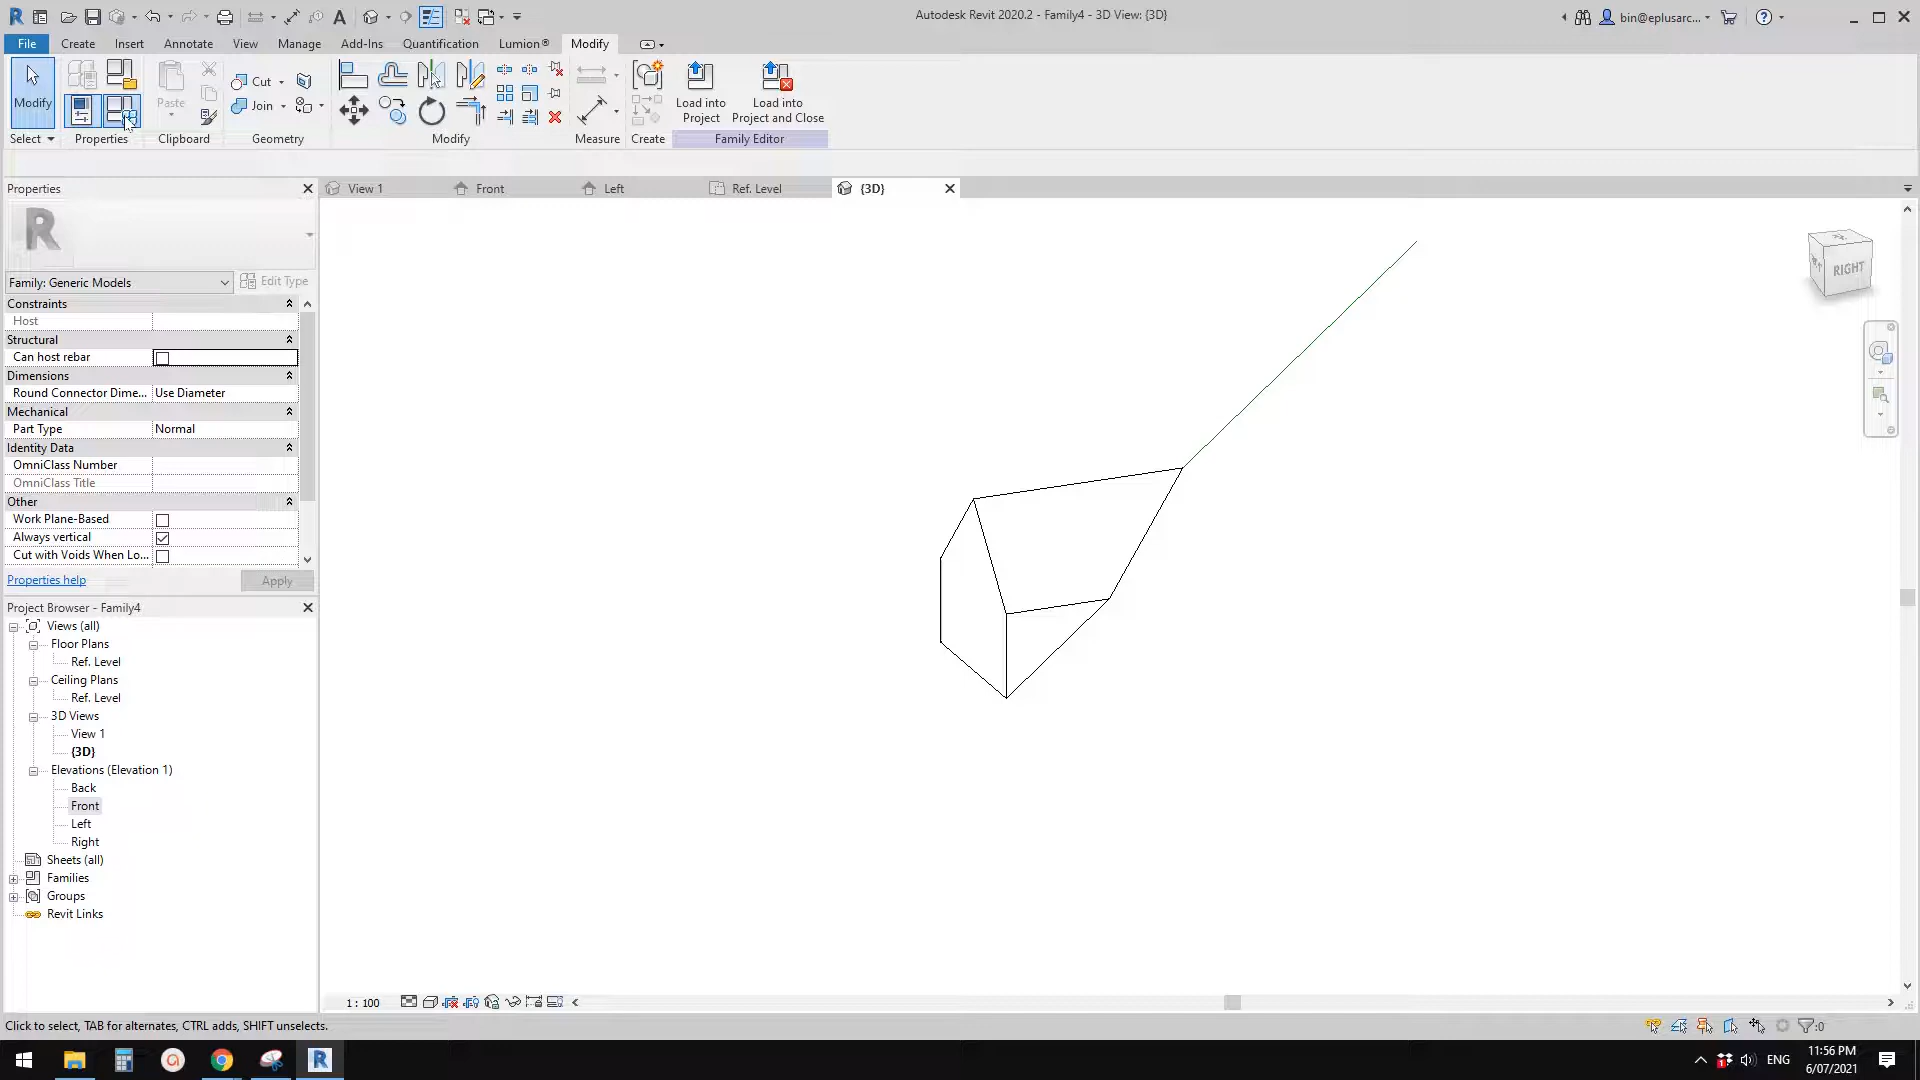 Autodesk Revit 2020.2 - Family4 - 3D View: {3D}
bin@eplusarc...
File
Create
Insert
Annotate
View
Manage
Add-Ins
Quantification
Lumion®
Modify
Modify
Paste
Cut
Join
Load into
Project
Load into
Project and Close
Select
Properties
Clipboard
Geometry
Modify
Measure
Create
Family Editor
Properties
View 1
Front
Left
Ref. Level
{3D}
R
Family: Generic Models
Edit Type
Constraints
Host
Structural
Can host rebar
Dimensions
Round Connector Dime... Use Diameter
Mechanical
Part Type Normal
Identity Data
OmniClass Number
OmniClass Title
Other
Work Plane-Based
Always vertical
Cut with Voids When Lo...
Properties help
Apply
RIGHT
Project Browser - Family4
Views (all)
Floor Plans
Ref. Level
Ceiling Plans
Ref. Level
3D Views
View 1
{3D}
Elevations (Elevation 1)
Back
Front
Left
Right
Sheets (all)
Families
Groups
Revit Links
1 : 100
Click to select, TAB for alternates, CTRL adds, SHIFT unselects.
:0
ENG
11:56 PM
6/07/2021